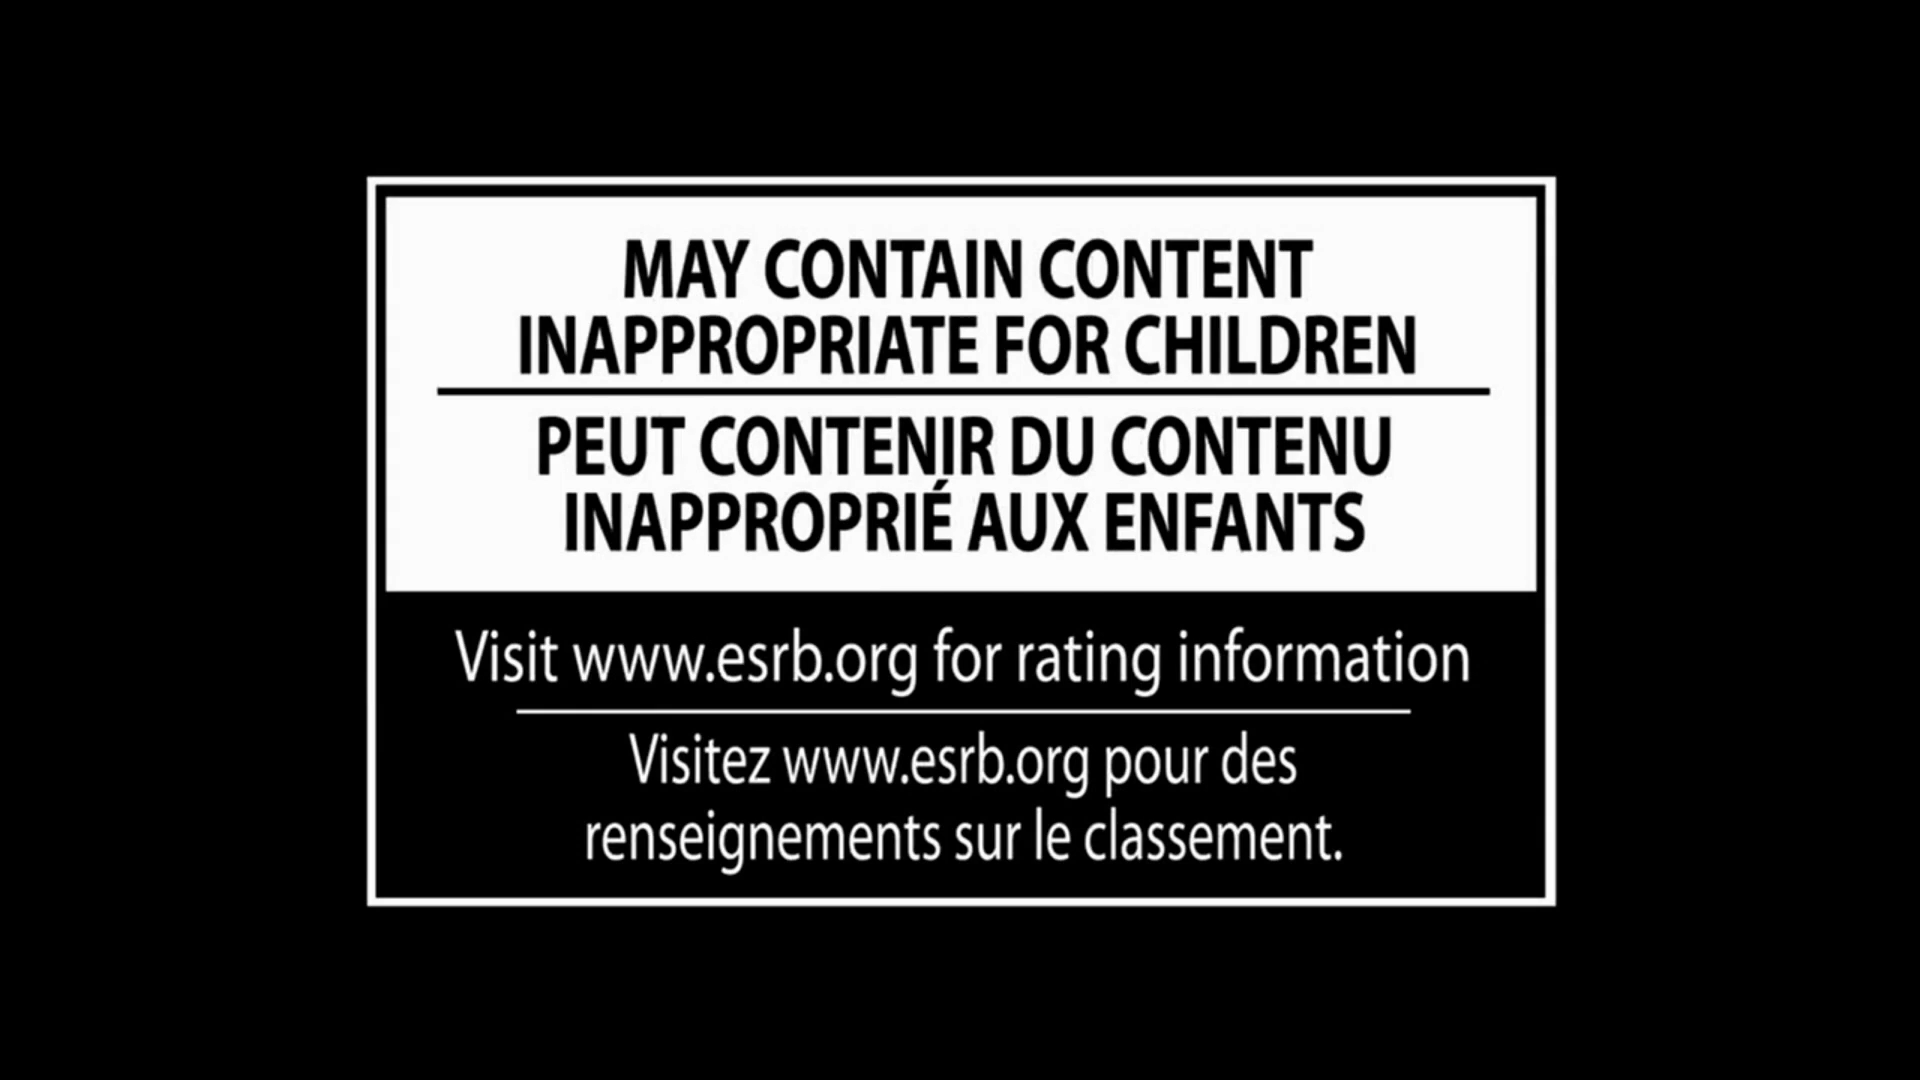 MAY CONTAIN CONTENT
INAPPROPRIATE FOR CHILDREN
PEUT CONTENIR DU CONTENU
INAPPROPRIÉ AUX ENFANTS
Visit www.esrb.org for rating information
Visitez www.esrb.org pour des
renseignements sur le classement.